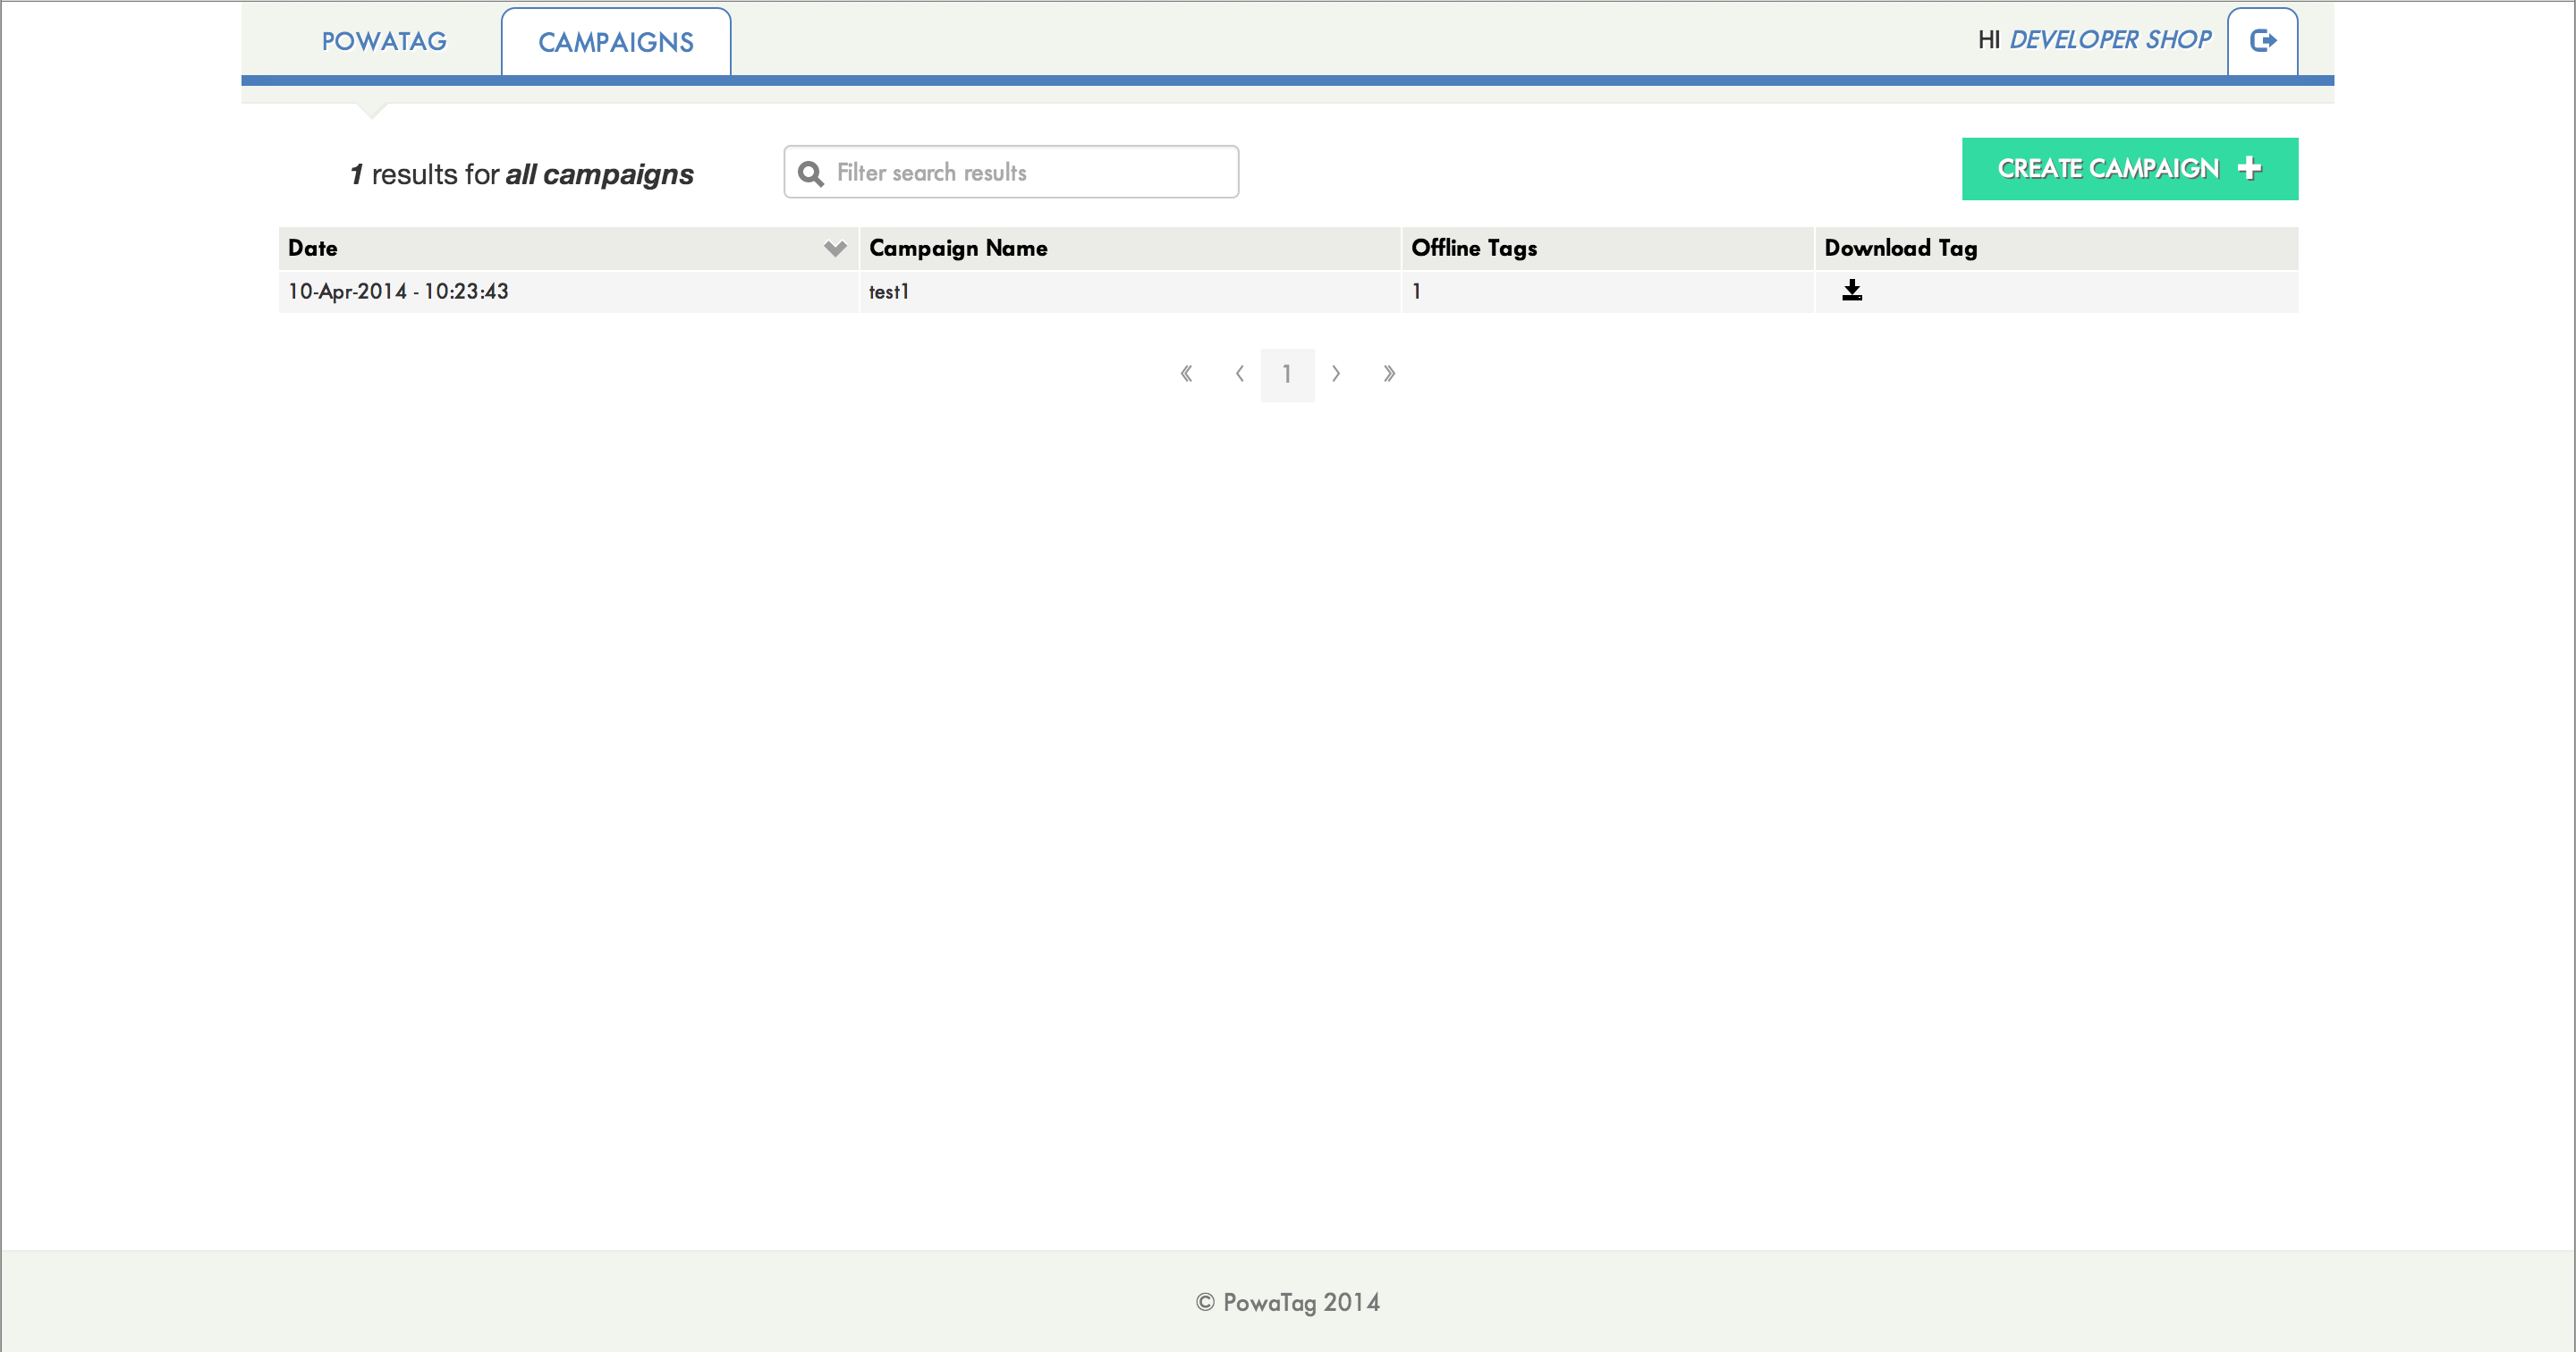 POWATAG
CAMPAIGNS
HI DEVELOPER SHOP
1 results for all campaigns
Filter search results
CREATE CAMPAIGN
Date
Campaign Name
Offline Tags
Download Tag
10-Apr-2014 - 10:23:43
test1
1
1
© PowaTag 2014